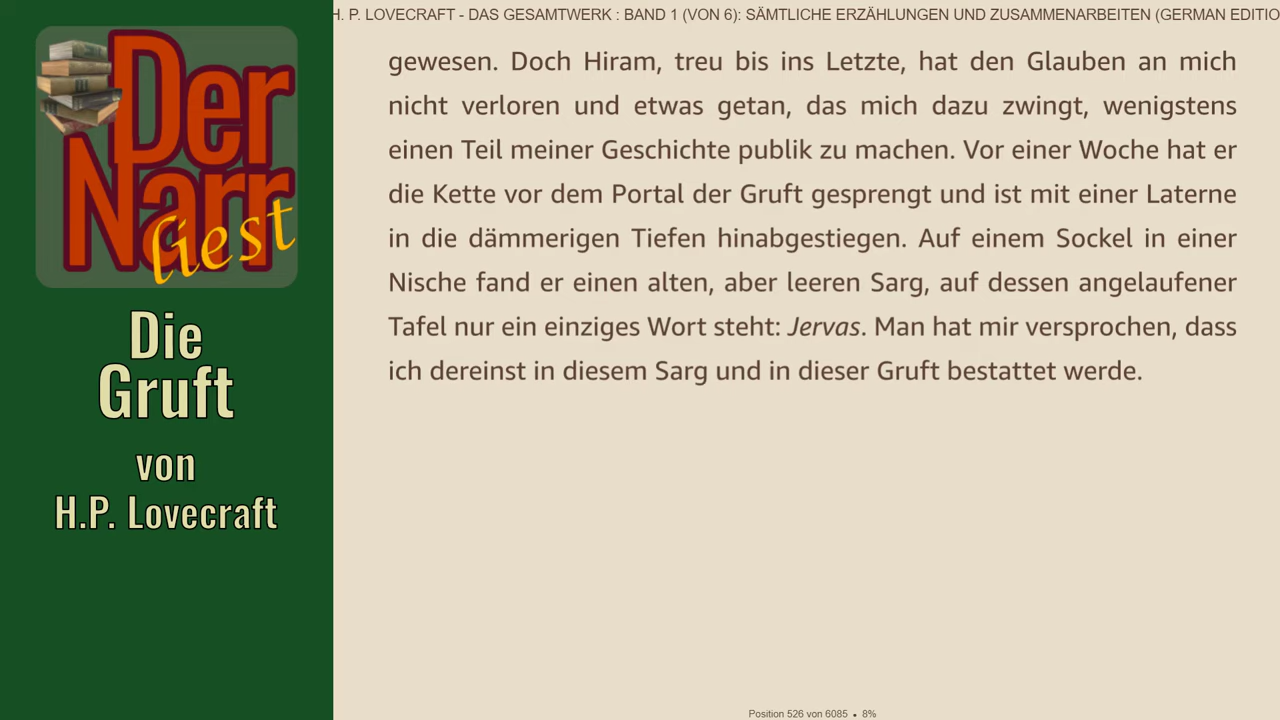 Der
Narr
liest
Die
Gruft
von
H.P. Lovecraft
H. P. LOVECRAFT - DAS GESAMTWERK : BAND 1 (VON 6): SÄMTLICHE ERZÄHLUNGEN UND ZUSAMMENARBEITEN (GERMAN EDITIO
gewesen. Doch Hiram, treu bis ins Letzte, hat den Glauben an mich
nicht verloren und etwas getan, das mich dazu zwingt, wenigstens
einen Teil meiner Geschichte publik zu machen. Vor einer Woche hat er
die Kette vor dem Portal der Gruft gesprengt und ist mit einer Laterne
in die dämmerigen Tiefen hinabgestiegen. Auf einem Sockel in einer
Nische fand er einen alten, aber leeren Sarg, auf dessen angelaufener
Tafel nur ein einziges Wort steht: Jervas. Man hat mir versprochen, dass
ich dereinst in diesem Sarg und in dieser Gruft bestattet werde.
Position 526 von 6085 • 8%